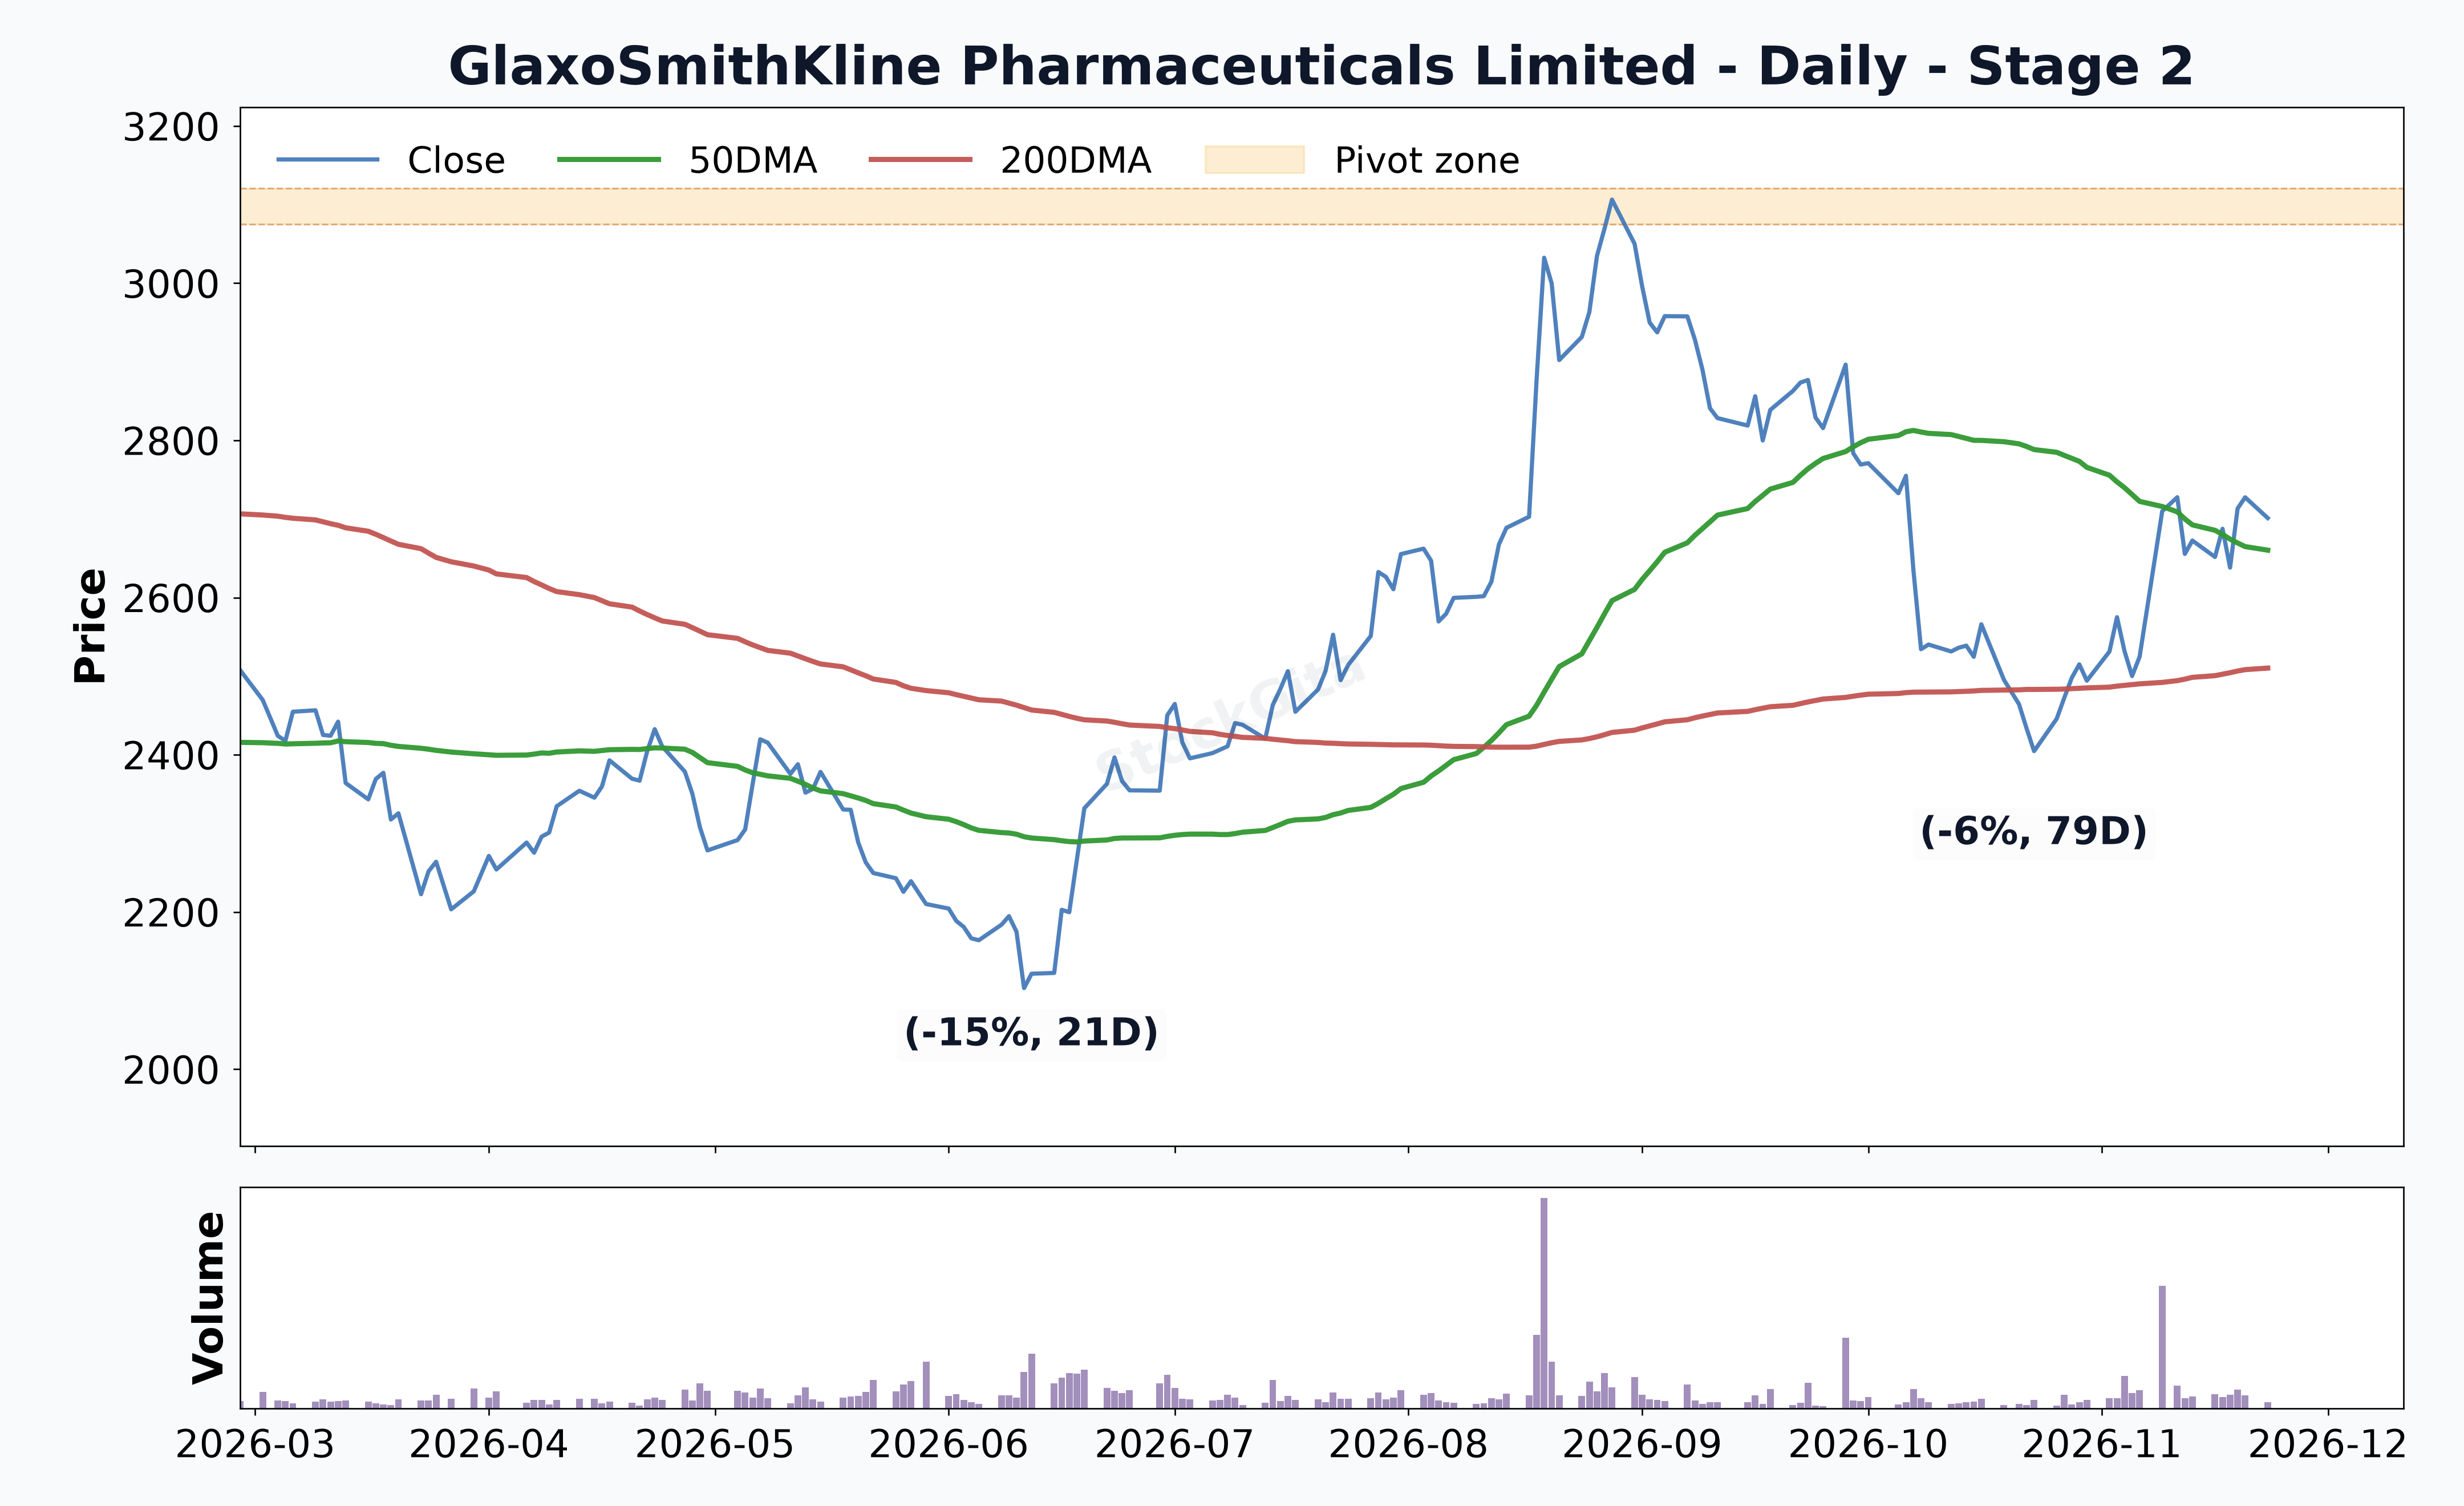 GlaxoSmithKline Pharmaceuticals Limited - Daily - Stage 2
Close 50DMA 200DMA Pivot zone
Price
3200
3000
2800
2600
2400
2200
2000
StockGita
(-6%, 79D)
(-15%, 21D)
Volume
2026-03 2026-04 2026-05 2026-06 2026-07 2026-08 2026-09 2026-10 2026-11 2026-12